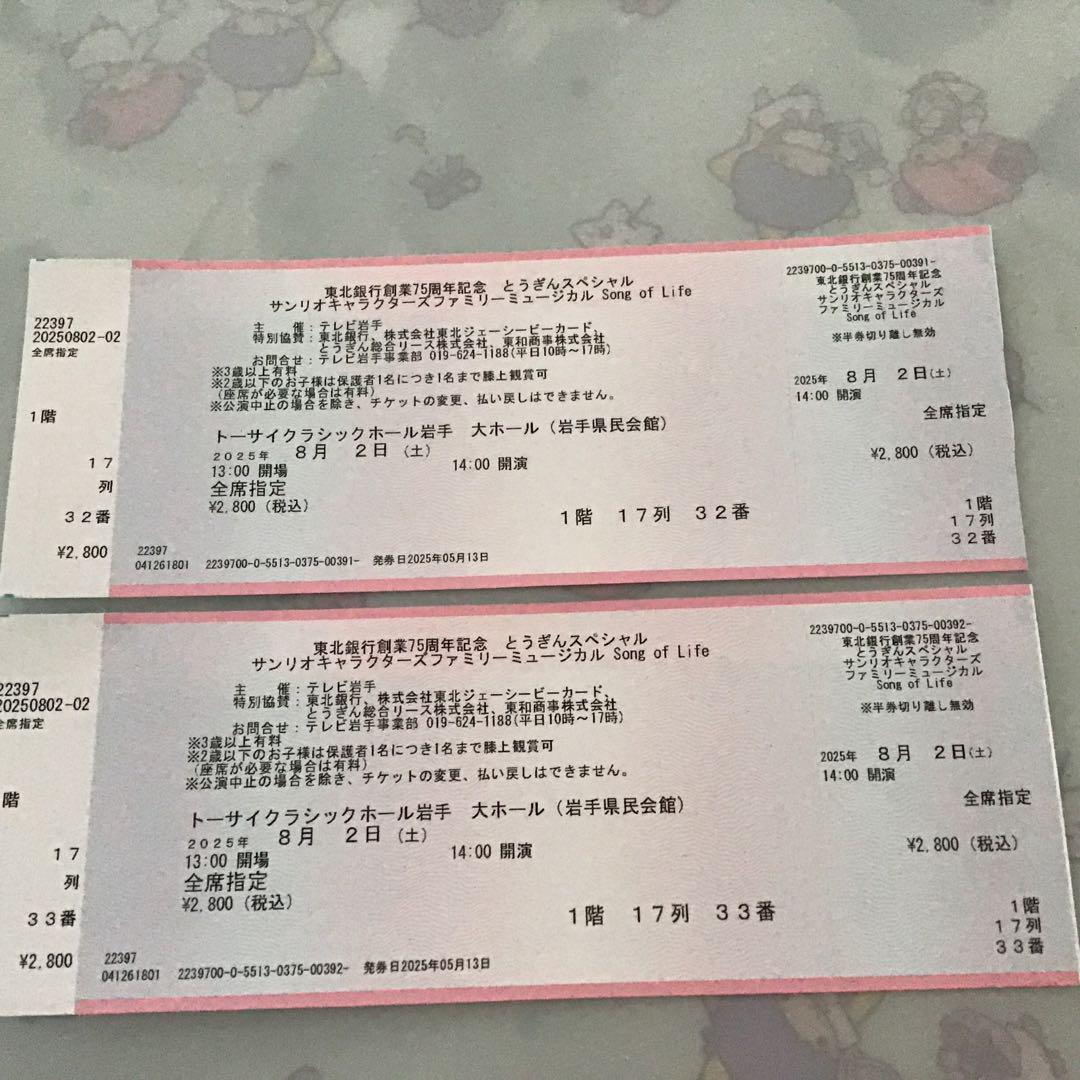 22397
20250802-02
全席指定
1階
17
列
32番
¥2,800
東北銀行創業75周年記念 とうぎんスペシャル
サンリオキャラクターズファミリーミュージカル Song of Life
主 催：テレビ岩手
特別協賛：東北銀行、株式会社東北ジェーシービーカード、
とうぎん総合リース株式会社、東和商事株式会社
お問合せ：テレビ岩手事業部 019-624-1188(平日10時～17時)
※3歳以上有料
※2歳以下のお子様は保護者1名につき1名まで膝上観賞可
（座席が必要な場合は有料）
※公演中止の場合を除き、チケットの変更、払い戻しはできません。
トーサイクラシックホール岩手 大ホール（岩手県民会館）
2025年 8月 2日（土）
13:00 開場 14:00 開演
全席指定
¥2,800（税込）
1階 17列 32番
22397
041261801 2239700-0-5513-0375-00391- 発券日2025年05月13日
2239700-0-5513-0375-00391-
東北銀行創業75周年記念
とうぎんスペシャル
サンリオキャラクターズ
ファミリーミュージカル
Song of Life
※半券切り離し無効
2025年 8月 2日(土)
14:00 開演
全席指定
¥2,800（税込）
1階
17列
32番
22397
20250802-02
全席指定
階
17
列
33番
¥2,800
東北銀行創業75周年記念 とうぎんスペシャル
サンリオキャラクターズファミリーミュージカル Song of Life
主 催：テレビ岩手
特別協賛：東北銀行、株式会社東北ジェーシービーカード、
とうぎん総合リース株式会社、東和商事株式会社
お問合せ：テレビ岩手事業部 019-624-1188(平日10時～17時)
※3歳以上有料
※2歳以下のお子様は保護者1名につき1名まで膝上観賞可
（座席が必要な場合は有料）
※公演中止の場合を除き、チケットの変更、払い戻しはできません。
トーサイクラシックホール岩手 大ホール（岩手県民会館）
2025年 8月 2日（土）
13:00 開場 14:00 開演
全席指定
¥2,800（税込）
1階 17列 33番
22397
041261801 2239700-0-5513-0375-00392- 発券日2025年05月13日
2239700-0-5513-0375-00392-
東北銀行創業75周年記念
とうぎんスペシャル
サンリオキャラクターズ
ファミリーミュージカル
Song of Life
※半券切り離し無効
2025年 8月 2日(土)
14:00 開演
全席指定
¥2,800（税込）
1階
17列
33番